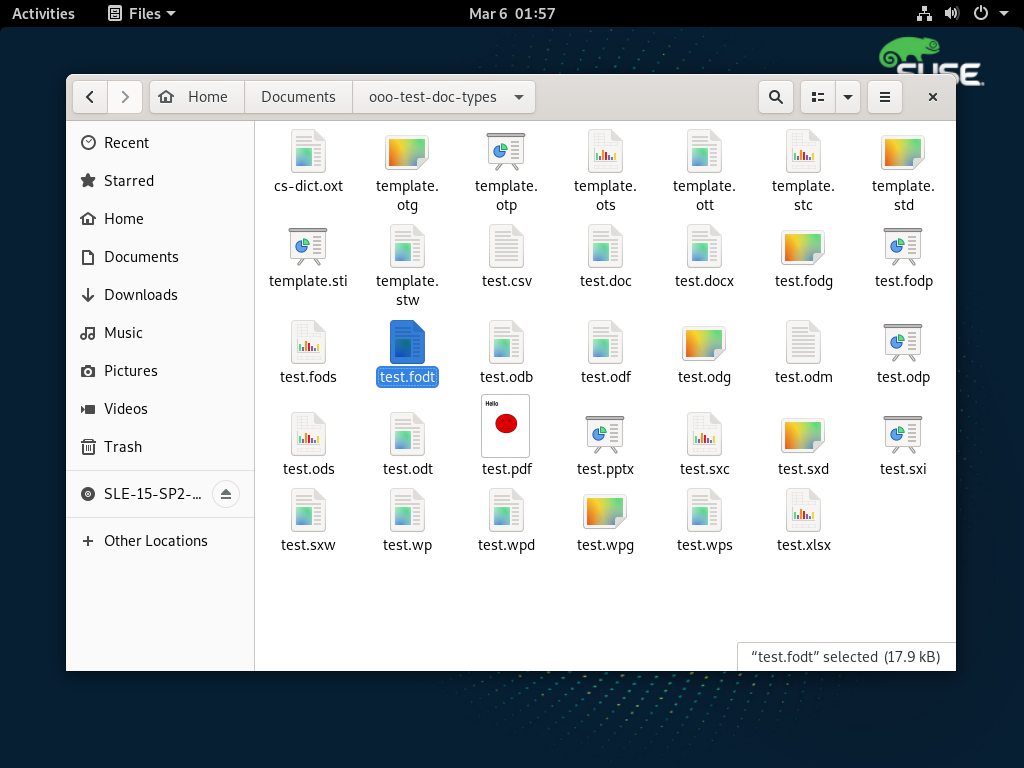 Activities Files Mar 6 01:57
SUSE
Home Documents ooo-test-doc-types
Recent
Starred
Home
Documents
Downloads
Music
Pictures
Videos
Trash
SLE-15-SP2-...
Other Locations
cs-dict.oxt template. template. template. template. template. template.
otg otp ots ott stc std
template.sti template. test.csv test.doc test.docx test.fodg test.fodp
stw
test.fods test.fodt test.odb test.odf test.odg test.odm test.odp
Hello
test.ods test.odt test.pdf test.pptx test.sxc test.sxd test.sxi
test.sxw test.wp test.wpd test.wpg test.wps test.xlsx
“test.fodt” selected (17.9 kB)